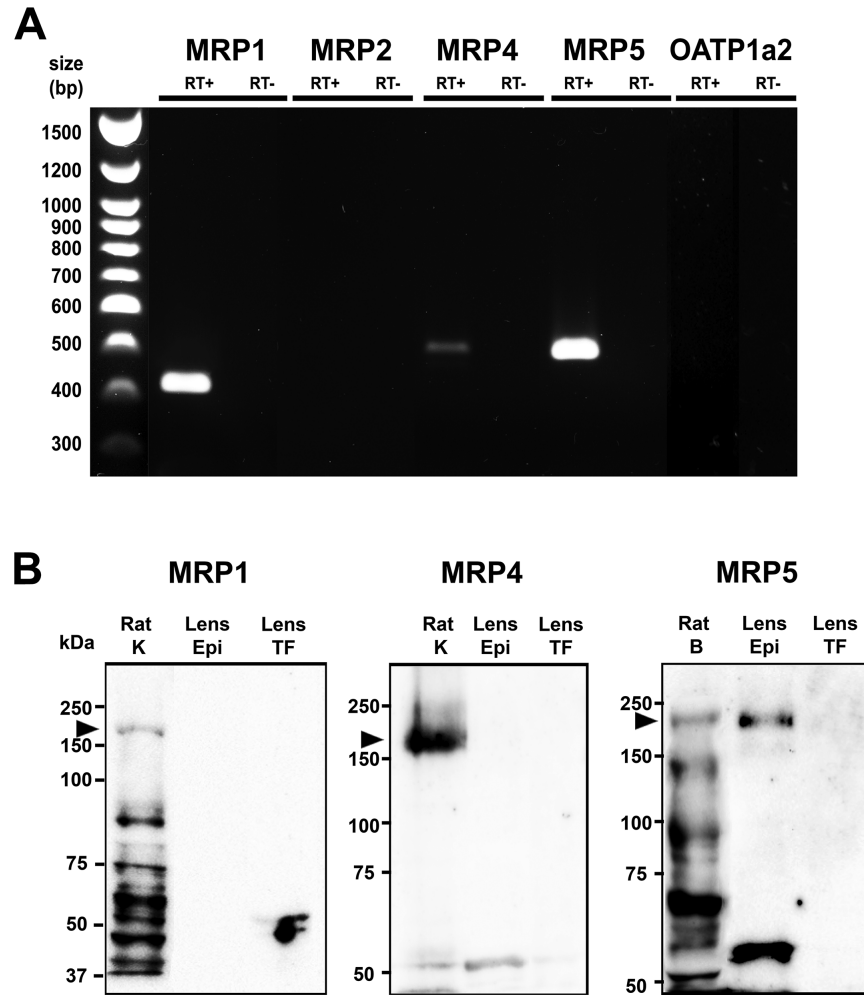 A
size
(bp)
MRP1 MRP2 MRP4 MRP5 OATP1a2
RT+ RT- RT+ RT- RT+ RT- RT+ RT- RT+ RT-
1500
1200
1000
900
800
700
600
500
400
300
B
MRP1
kDa
Rat Lens Lens
K Epi TF
250
150
100
75
50
37
MRP4
Rat Lens Lens
K Epi TF
250
150
100
75
50
MRP5
Rat Lens Lens
B Epi TF
250
150
100
75
50